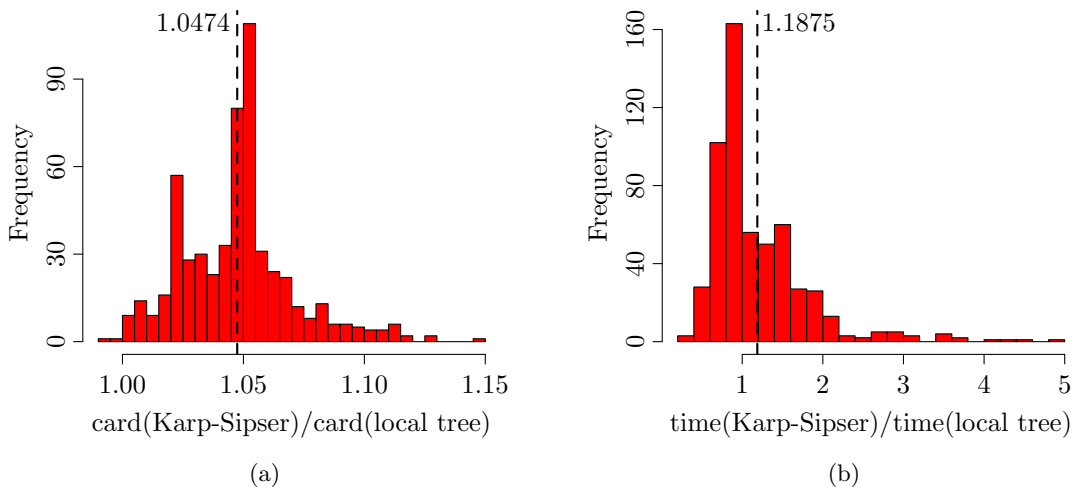 1.0474
Frequency
0
30
60
90
1.00 1.05 1.10 1.15
card(Karp-Sipser)/card(local tree)
(a)
1.1875
Frequency
0
40
80
120
160
1 2 3 4 5
time(Karp-Sipser)/time(local tree)
(b)